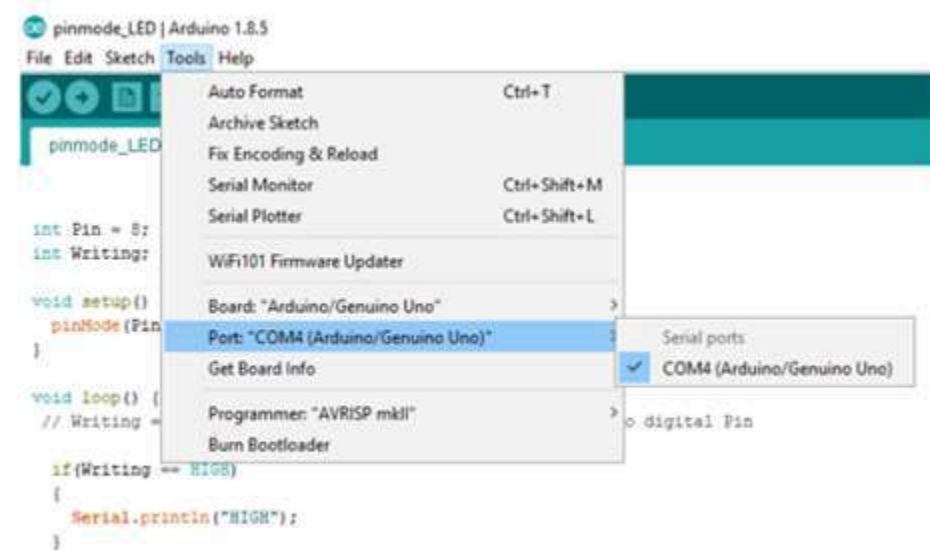 pinmode_LED | Arduino 1.8.5
File Edit Sketch Tools Help
pinmode_LED
Auto Format Ctrl+T
Archive Sketch
Fix Encoding & Reload
Serial Monitor Ctrl+Shift+M
Serial Plotter Ctrl+Shift+L
WiFi101 Firmware Updater
Board: "Arduino/Genuino Uno"
Port: "COM4 (Arduino/Genuino Uno)"
Get Board Info
Programmer: "AVRISP mkII"
Burn Bootloader
Serial ports
COM4 (Arduino/Genuino Uno)
int Pin = 8;
int Writing;
void setup()
pinMode(Pin
}
void loop() {
// Writing = o digital Pin
if(Writing == HIGH)
{
Serial.println("HIGH");
}